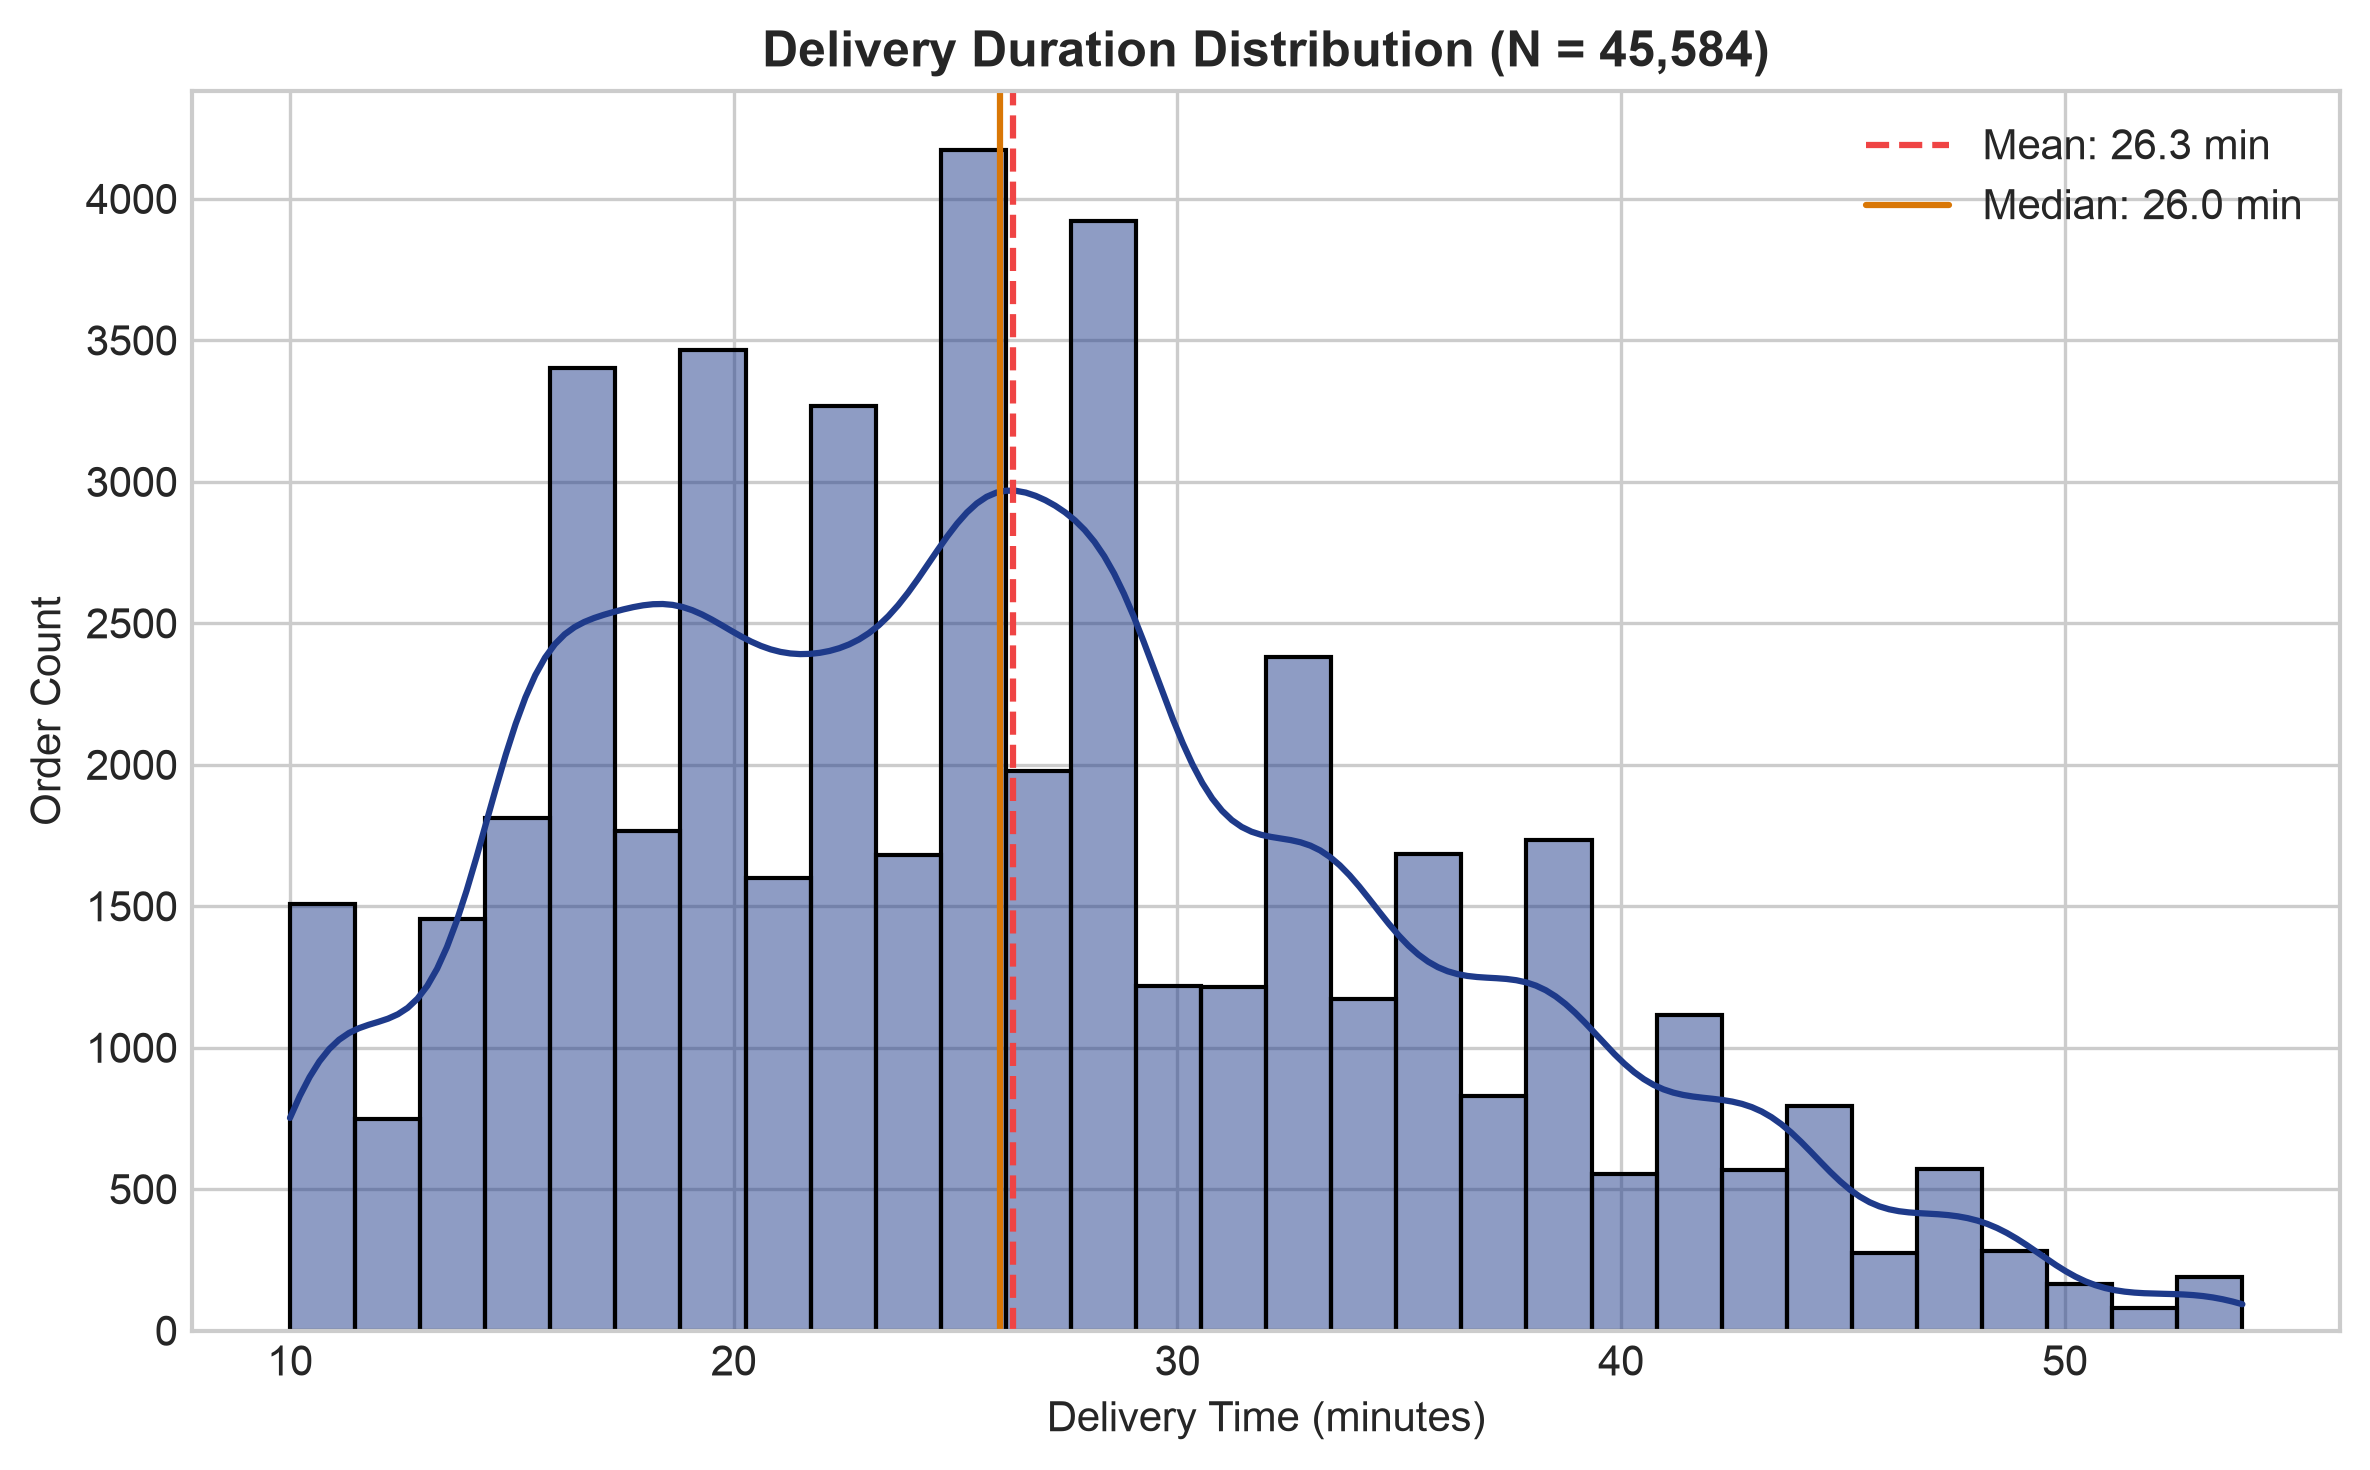 Delivery Duration Distribution (N = 45,584)
Mean: 26.3 min
Median: 26.0 min
Order Count
4000
3500
3000
2500
2000
1500
1000
500
0
10 20 30 40 50
Delivery Time (minutes)